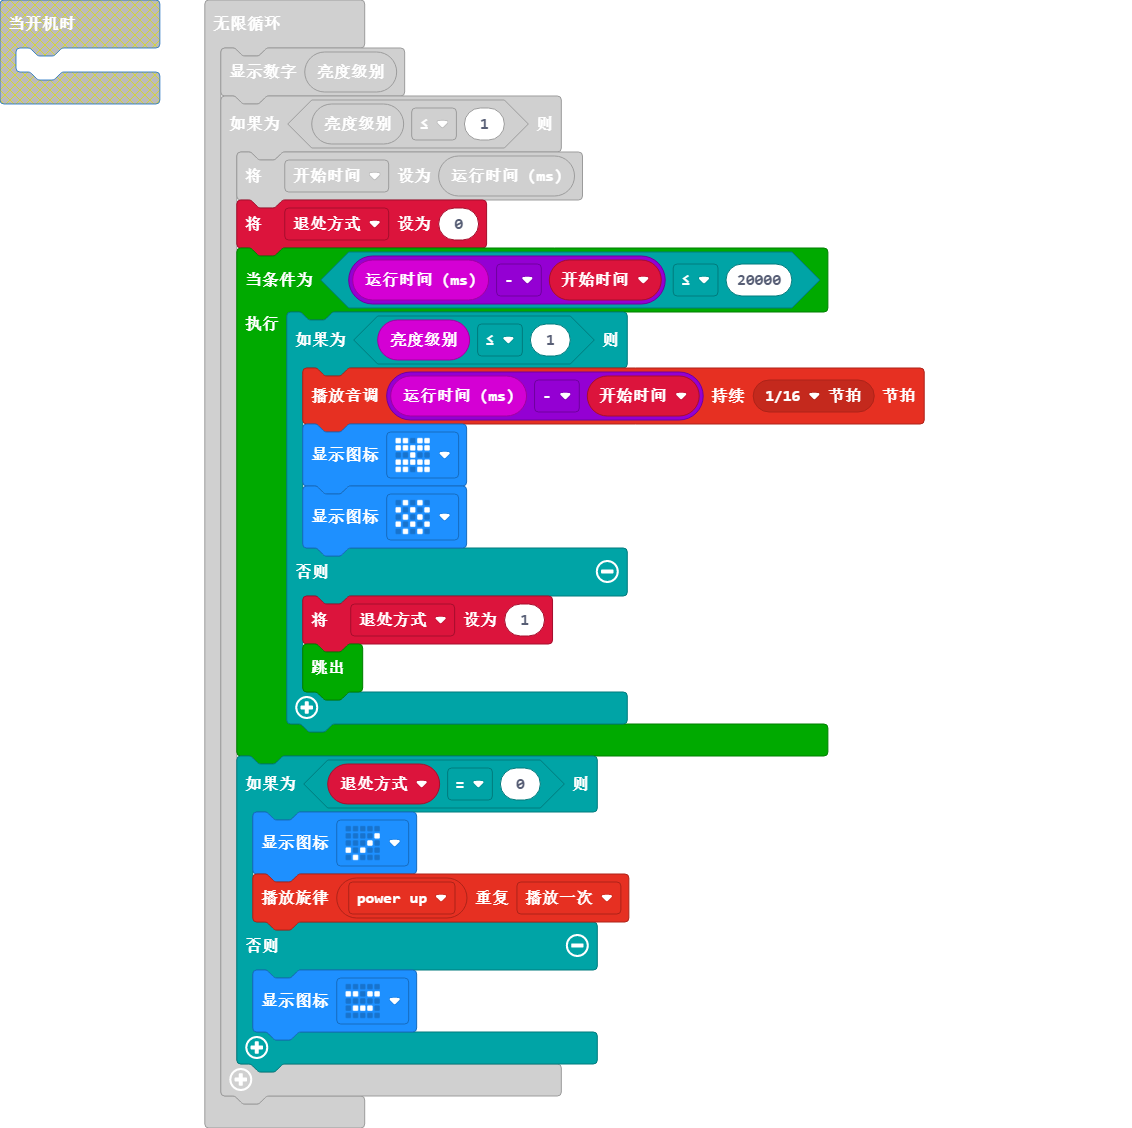 当开机时
无限循环
显示数字 亮度级别
如果为 亮度级别 ≤ 1 则
将 开始时间 设为 运行时间 (ms)
将 退处方式 设为 0
当条件为 运行时间 (ms) - 开始时间 ≤ 20000
执行
如果为 亮度级别 ≤ 1 则
播放音调 运行时间 (ms) - 开始时间 持续 1/16 节拍 节拍
显示图标
显示图标
否则
将 退处方式 设为 1
跳出
如果为 退处方式 = 0 则
显示图标
播放旋律 power up 重复 播放一次
否则
显示图标